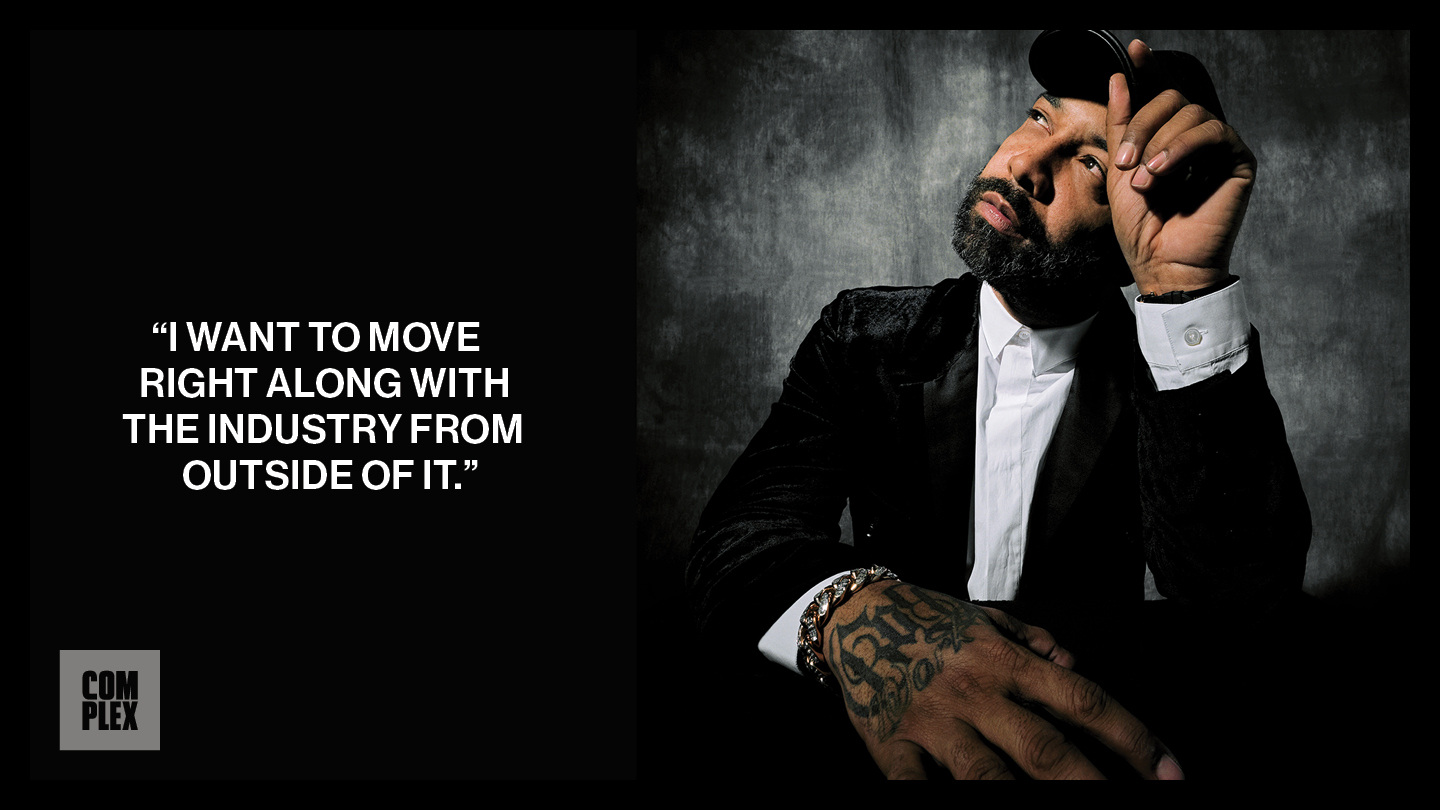 “I WANT TO MOVE
RIGHT ALONG WITH
THE INDUSTRY FROM
OUTSIDE OF IT.”
COM
PLEX